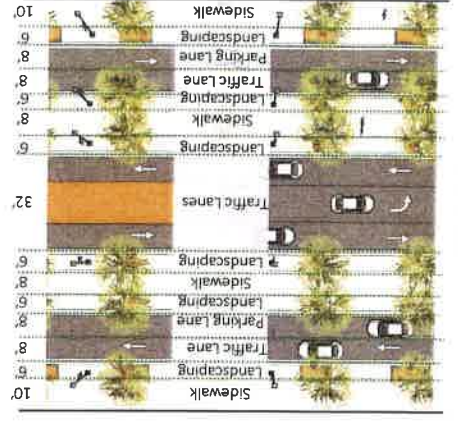 Sidewalk 10'
Landscaping 6'
Traffic Lane 8'
Parking Lane 8'
Landscaping 6'
Sidewalk 8'
Landscaping 6'
Traffic Lanes 32'
Landscaping 6'
Sidewalk 8'
Landscaping 6'
Traffic Lane 8'
Parking Lane 8'
Landscaping 6'
Sidewalk 10'